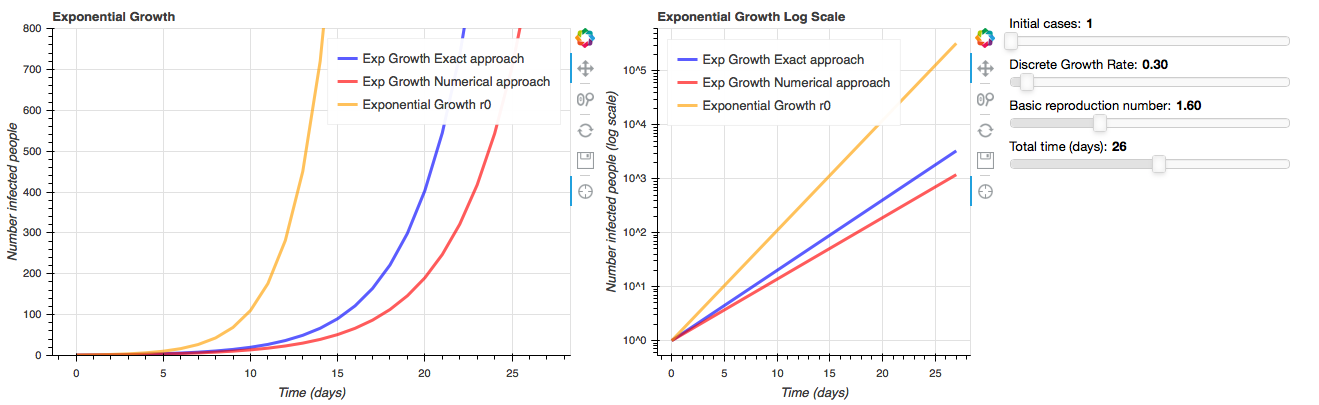 Exponential Growth
800
700
600
500
400
300
200
100
0
Number infected people
Exp Growth Exact approach
Exp Growth Numerical approach
Exponential Growth r0
0 5 10 15 20 25
Time (days)
Exponential Growth Log Scale
10^5
10^4
10^3
10^2
10^1
10^0
Number infected people (log scale)
Exp Growth Exact approach
Exp Growth Numerical approach
Exponential Growth r0
0 5 10 15 20 25
Time (days)
Initial cases: 1
Discrete Growth Rate: 0.30
Basic reproduction number: 1.60
Total time (days): 26